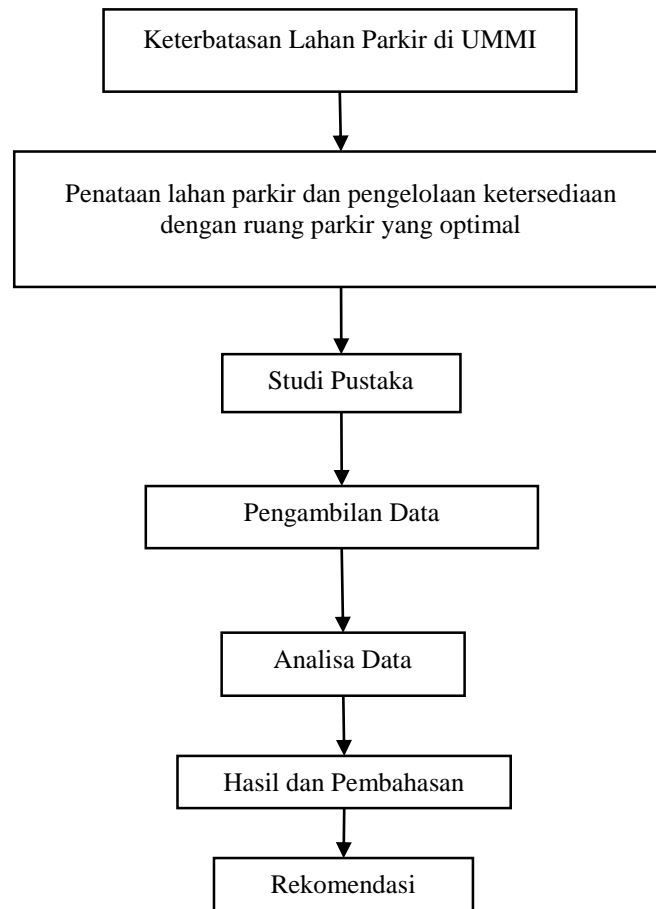 Keterbatasan Lahan Parkir di UMMI
Penataan lahan parkir dan pengelolaan ketersediaan
dengan ruang parkir yang optimal
Studi Pustaka
Pengambilan Data
Analisa Data
Hasil dan Pembahasan
Rekomendasi